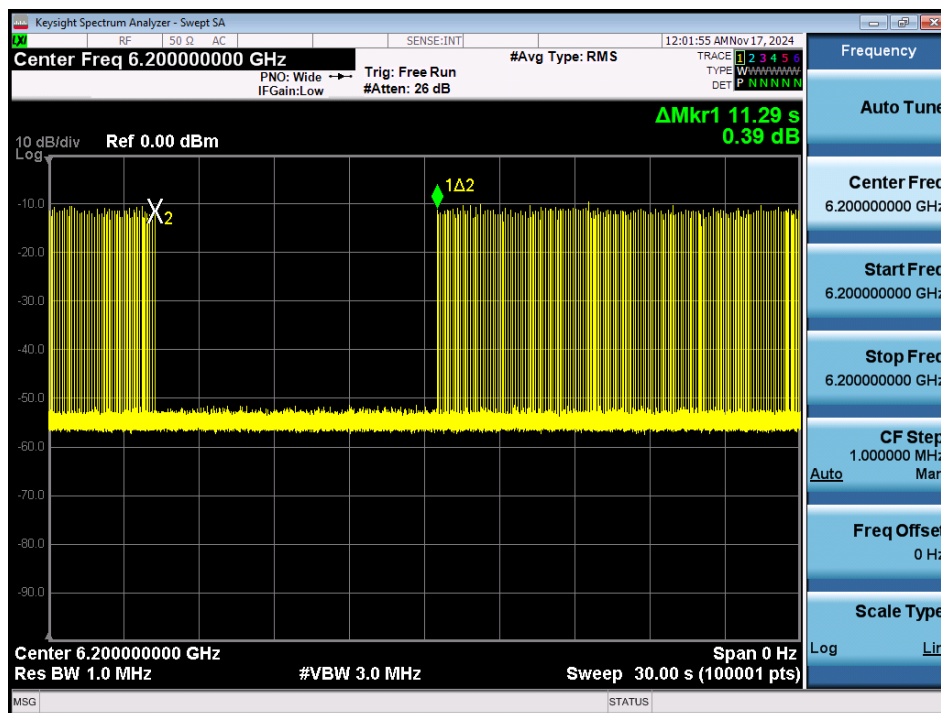 Keysight Spectrum Analyzer - Swept SA
LXI RF 50 Ω AC SENSE:INT 12:01:55 AM Nov 17, 2024
Center Freq 6.200000000 GHz
PNO: Wide
IFGain:Low
Trig: Free Run
#Atten: 26 dB
#Avg Type: RMS
TRACE 1 2 3 4 5 6
TYPE WWWWWW
DET P N N N N N
ΔMkr1 11.29 s
0.39 dB
10 dB/div Ref 0.00 dBm
Log
1Δ2
2
-10.0
-20.0
-30.0
-40.0
-50.0
-60.0
-70.0
-80.0
-90.0
Center 6.200000000 GHz Span 0 Hz
Res BW 1.0 MHz #VBW 3.0 MHz Sweep 30.00 s (100001 pts)
MSG STATUS
Frequency
Auto Tune
Center Freq
6.200000000 GHz
Start Freq
6.200000000 GHz
Stop Freq
6.200000000 GHz
CF Step
1.000000 MHz
Auto Man
Freq Offset
0 Hz
Scale Type
Log Lin